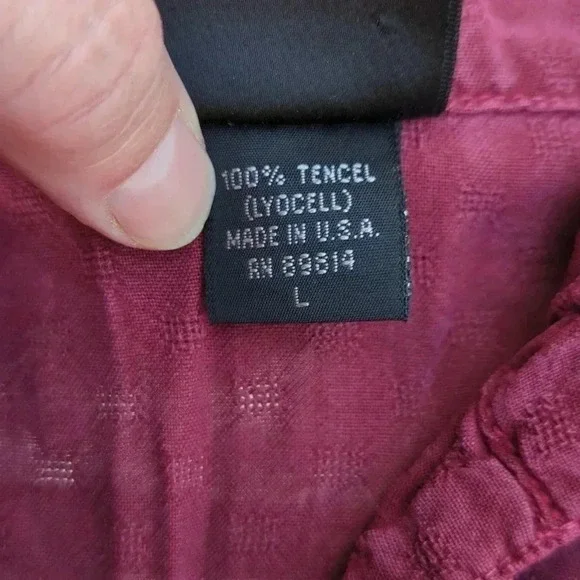 100% TENCEL
(LYOCELL)
MADE IN U.S.A.
RN 89814
L